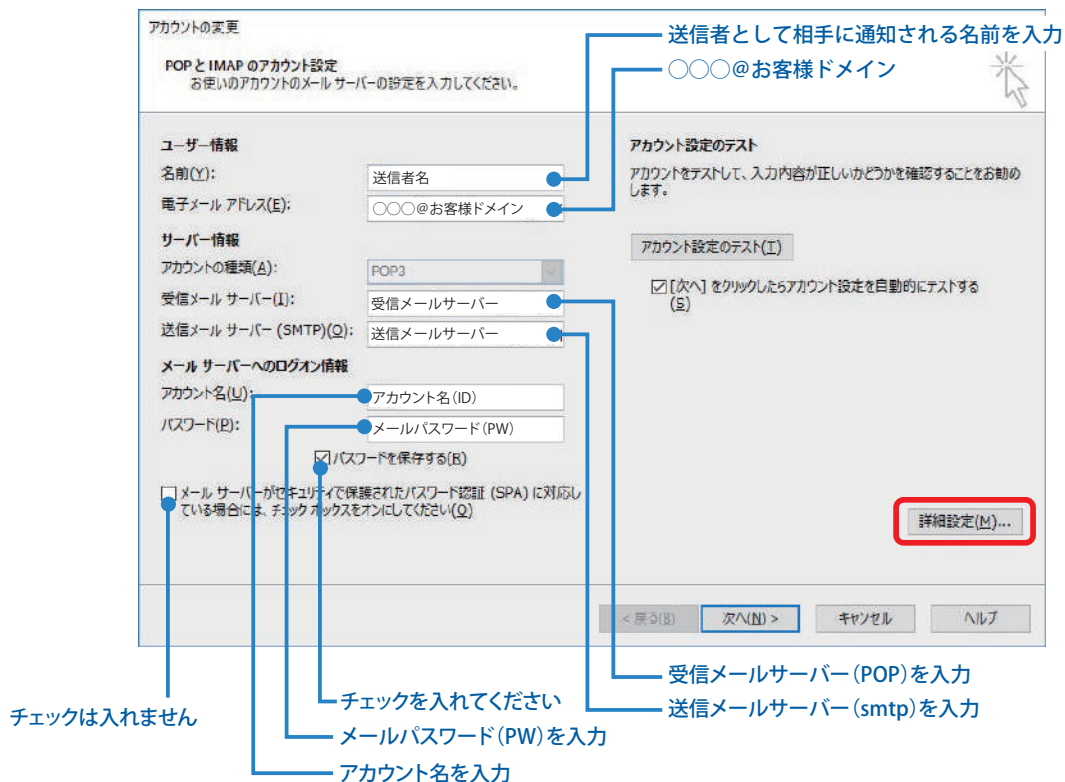 アカウントの変更
送信者として相手に通知される名前を入力
POP と IMAP のアカウント設定
お使いのアカウントのメール サーバーの設定を入力してください。
〇〇〇@お客様ドメイン
ユーザー情報
名前(Y):
送信者名
電子メール アドレス(E):
〇〇〇@お客様ドメイン
サーバー情報
アカウントの種類(A):
POP3
受信メール サーバー(I):
受信メールサーバー
送信メール サーバー (SMTP)(O):
送信メールサーバー
メール サーバーへのログオン情報
アカウント名(U):
アカウント名(ID)
パスワード(P):
メールパスワード(PW)
パスワードを保存する(R)
メール サーバーがセキュリティで保護されたパスワード認証 (SPA) に対応し
ている場合には、チェック ボックスをオンにしてください(Q)
アカウント設定のテスト
アカウントをテストして、入力内容が正しいかどうかを確認することをお勧め
します。
アカウント設定のテスト(T)
[次へ] をクリックしたらアカウント設定を自動的にテストする
(S)
詳細設定(M)...
< 戻る(B)
次へ(N) >
キャンセル
ヘルプ
受信メールサーバー(POP)を入力
送信メールサーバー(smtp)を入力
チェックを入れてください
チェックは入れません
メールパスワード(PW)を入力
アカウント名を入力